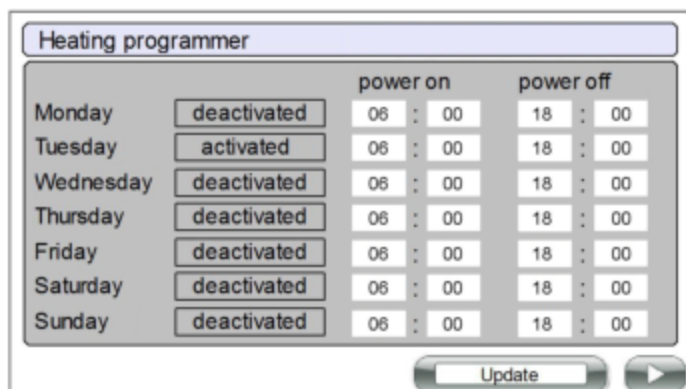 Heating programmer
power on power off
Monday deactivated 06 : 00 18 : 00
Tuesday activated 06 : 00 18 : 00
Wednesday deactivated 06 : 00 18 : 00
Thursday deactivated 06 : 00 18 : 00
Friday deactivated 06 : 00 18 : 00
Saturday deactivated 06 : 00 18 : 00
Sunday deactivated 06 : 00 18 : 00
Update